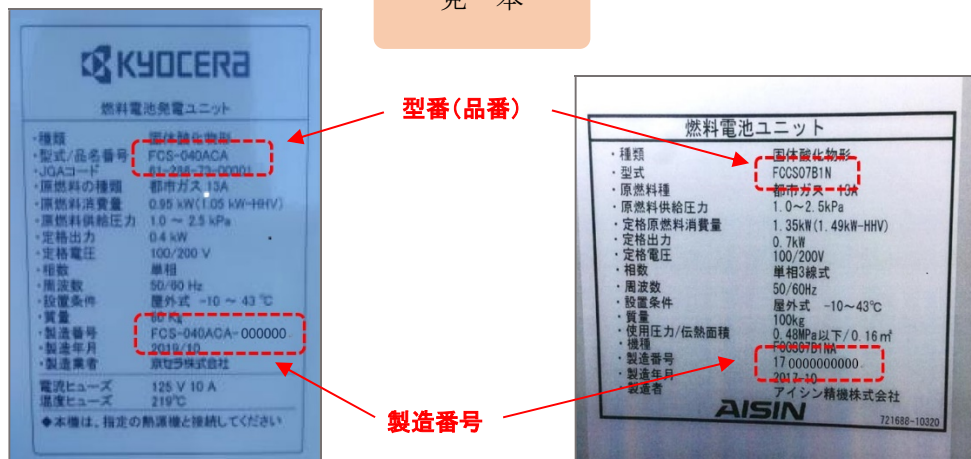 見 本
型番(品番)
製造番号
KYOCERA
燃料電池発電ユニット
・種類 固体酸化物形
・型式/品名番号 FCS-040ACA
・JGAコード 61-286-73-00001
・原燃料の種類 都市ガス 13A
・原燃料消費量 0.95 kW(1.05 kW-HHV)
・原燃料供給圧力 1.0 ~ 2.5 kPa
・定格出力 0.4 kW
・定格電圧 100/200 V
・相数 単相
・周波数 50/60 Hz
・設置条件 屋外式 -10 ~ 43 ℃
・質量 60 Kg
・製造番号 FCS-040ACA-000000
・製造年月 2019/10
・製造業者 京セラ株式会社
電流ヒューズ 125 V 10 A
温度ヒューズ 219℃
◆本機は、指定の熱源機と接続してください
燃料電池ユニット
・種類 固体酸化物形
・型式 FCCS07B1N
・原燃料種 都市ガス 13A
・原燃料供給圧力 1.0~2.5kPa
・定格原燃料消費量 1.35kW(1.49kW-HHV)
・定格出力 0.7kW
・定格電圧 100/200V
・相数 単相3線式
・周波数 50/60Hz
・設置条件 屋外式 -10~43℃
・質量 100kg
・使用圧力/伝熱面積 0.48MPa以下/0.16㎡
・機種 FCCS07B1NA
・製造番号 17 0000000000
・製造年月 2017-10
・製造者 アイシン精機株式会社
AISIN
721688-10320